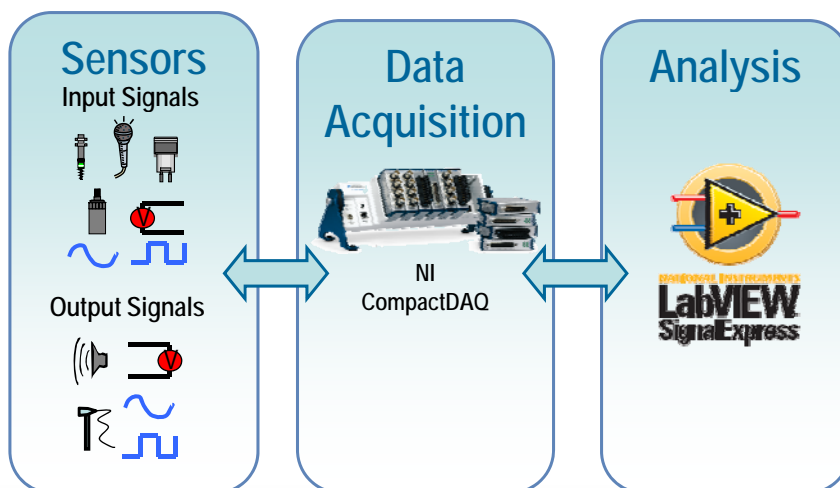 Sensors
Input Signals
V
Output Signals
V
Data
Acquisition
NI
CompactDAQ
Analysis
NATIONAL INSTRUMENTS
LabVIEW
SignalExpress